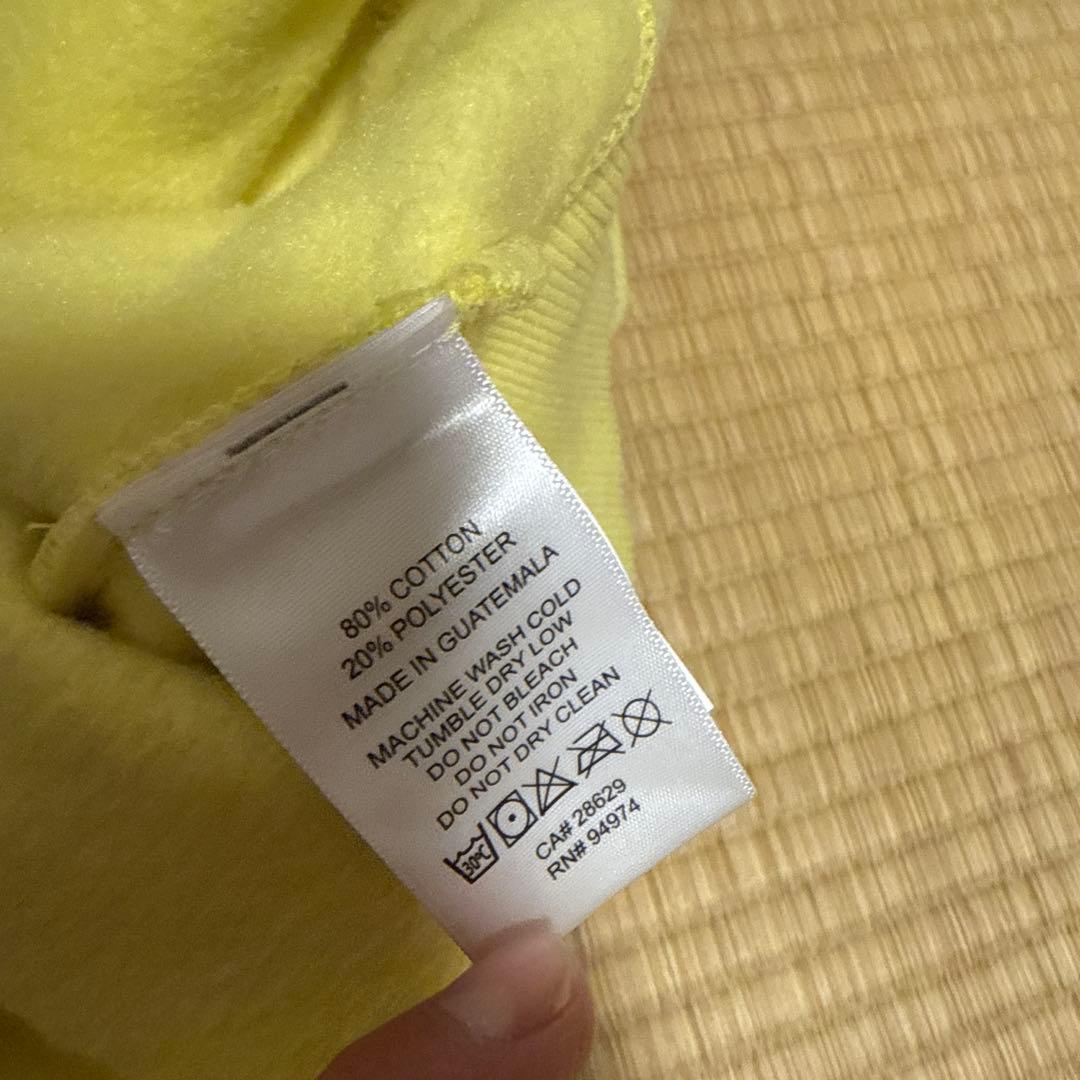 80% COTTON
20% POLYESTER
MADE IN GUATEMALA
MACHINE WASH COLD
TUMBLE DRY LOW
DO NOT BLEACH
DO NOT IRON
DO NOT DRY CLEAN
30°C
CA# 28629
RN# 94974